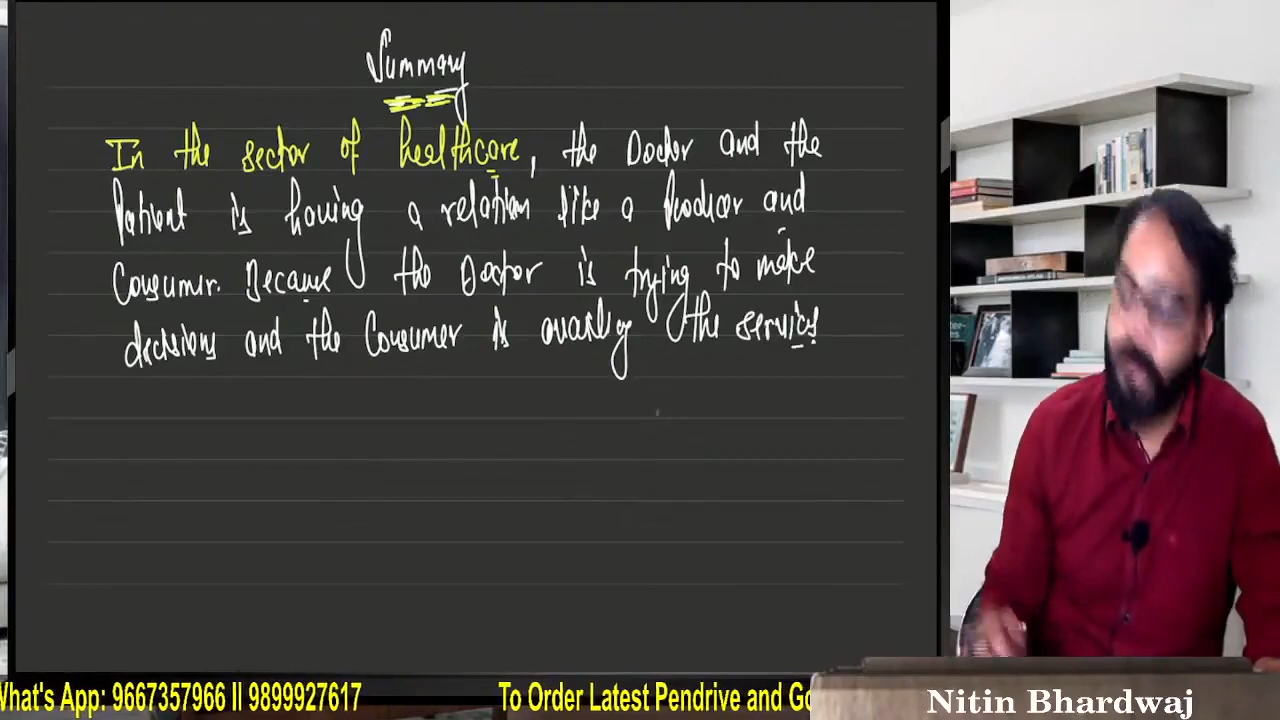 Summary
In the sector of healthcare, the Doctor and the
Patient is having a relation like a Producer and
Consumer. Because the Doctor is trying to make
decisions and the Consumer is availing the services
What's App: 9667357966 ll 9899927617
To Order Latest Pendrive and Go
Nitin Bhardwaj